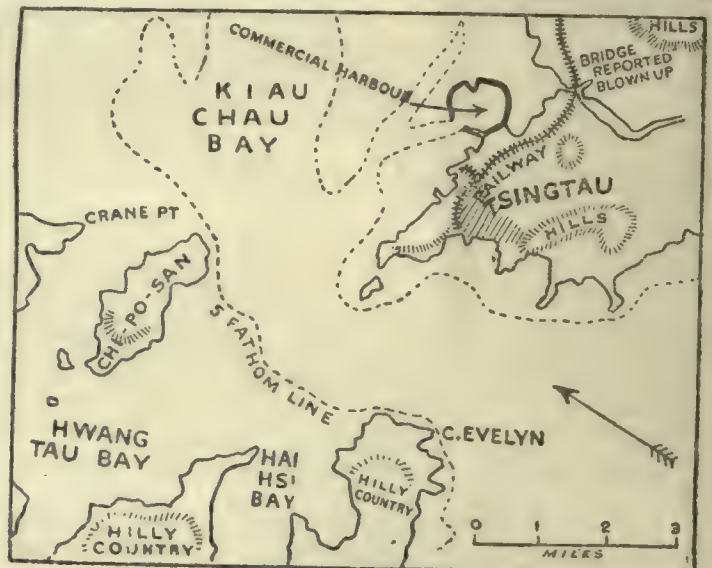 HILLS
COMMERCIAL HARBOUR
BRIDGE
REPORTED
BLOWN UP
KIAU
CHAU
BAY
RAILWAY
TSINGTAU
HILLS
CRANE PT
CHI-PO-SAN
5 FATHOM LINE
C. EVELYN
HWANG
TAU BAY
HAI
HSI
BAY
HILLY
COUNTRY
HILLY
COUNTRY
0 1 2 3
MILES